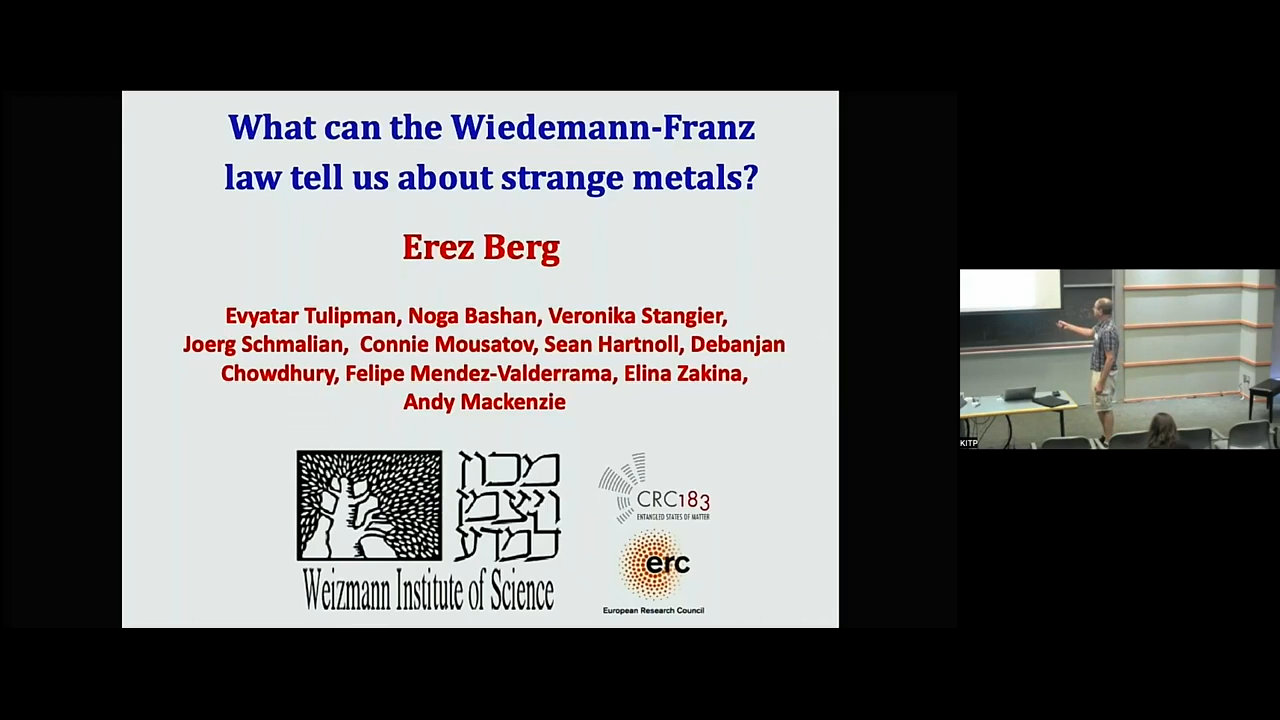 What can the Wiedemann-Franz
law tell us about strange metals?
Erez Berg
Evyatar Tulipman, Noga Bashan, Veronika Stangier,
Joerg Schmalian, Connie Mousatov, Sean Hartnoll, Debanjan
Chowdhury, Felipe Mendez-Valderrama, Elina Zakina,
Andy Mackenzie
מכון
ויצמן
למדע
Weizmann Institute of Science
CRC183
ENTANGLED STATES OF MATTER
erc
European Research Council
KITP